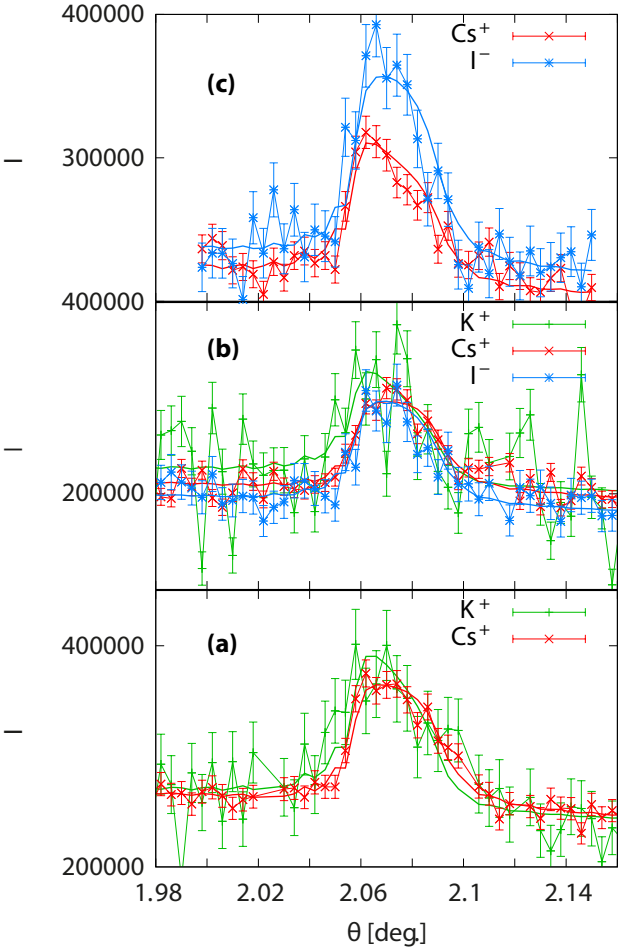 400000
Cs⁺
I⁻
(c)
300000
I
400000
K⁺
(b)
Cs⁺
I⁻
I
200000
K⁺
(a)
Cs⁺
400000
I
200000
1.98 2.02 2.06 2.1 2.14
θ [deg.]